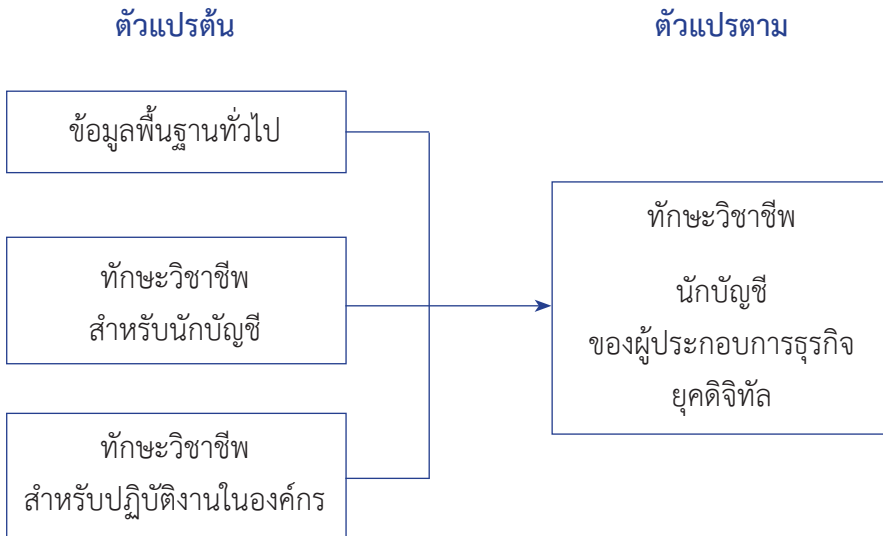 ตัวแปรต้น
ตัวแปรตาม
ข้อมูลพื้นฐานทั่วไป
ทักษะวิชาชีพ
สำหรับนักบัญชี
ทักษะวิชาชีพ
สำหรับปฏิบัติงานในองค์กร
ทักษะวิชาชีพ
นักบัญชี
ของผู้ประกอบการธุรกิจ
ยุคดิจิทัล